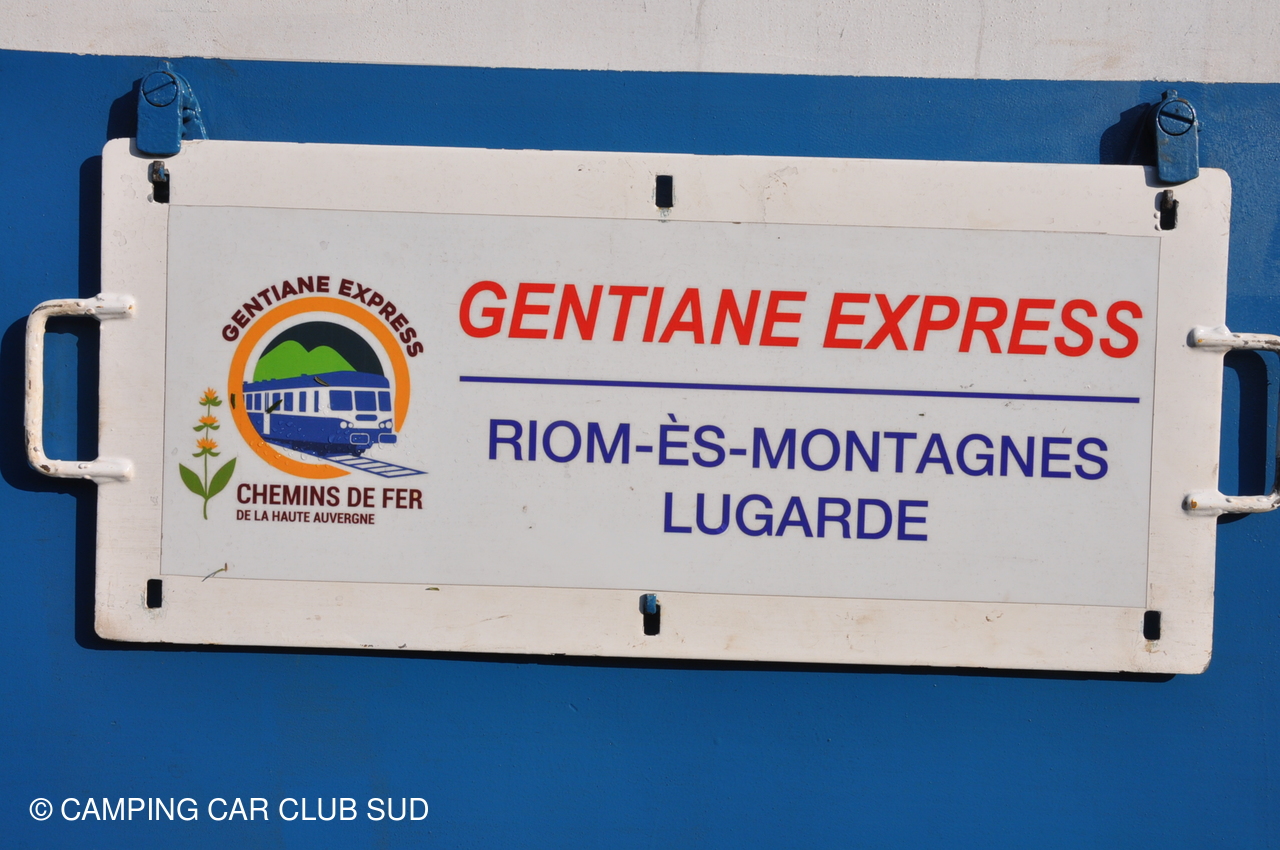 GENTIANE EXPRESS
CHEMINS DE FER
DE LA HAUTE AUVERGNE
GENTIANE EXPRESS
RIOM-ÈS-MONTAGNES
LUGARDE
© CAMPING CAR CLUB SUD